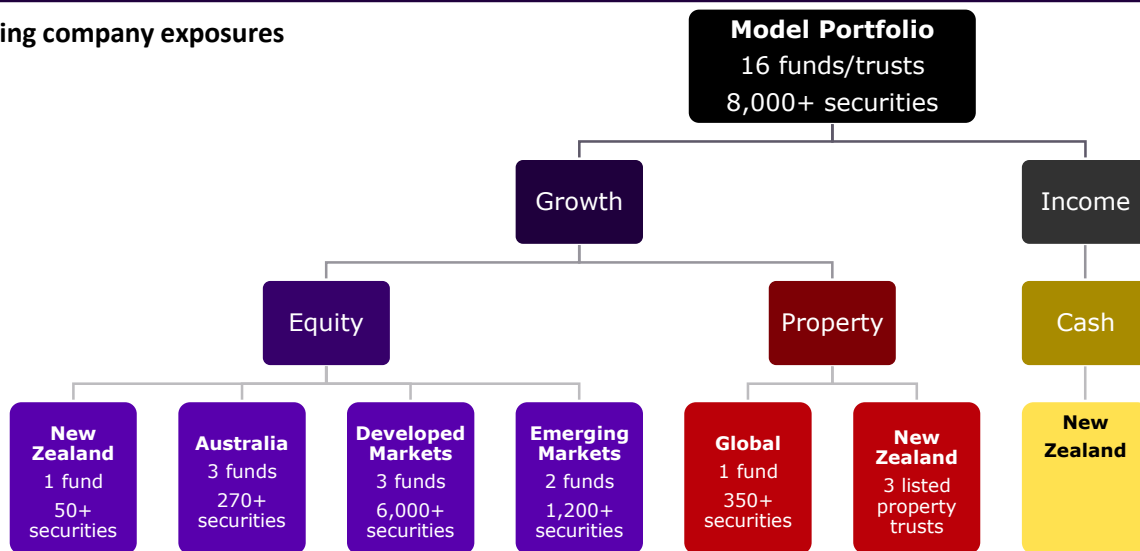 ing company exposures
Model Portfolio
16 funds/trusts
8,000+ securities
Growth
Income
Equity
Property
Cash
New
Zealand
1 fund
50+
securities
Australia
3 funds
270+
securities
Developed
Markets
3 funds
6,000+
securities
Emerging
Markets
2 funds
1,200+
securities
Global
1 fund
350+
securities
New
Zealand
3 listed
property
trusts
New
Zealand